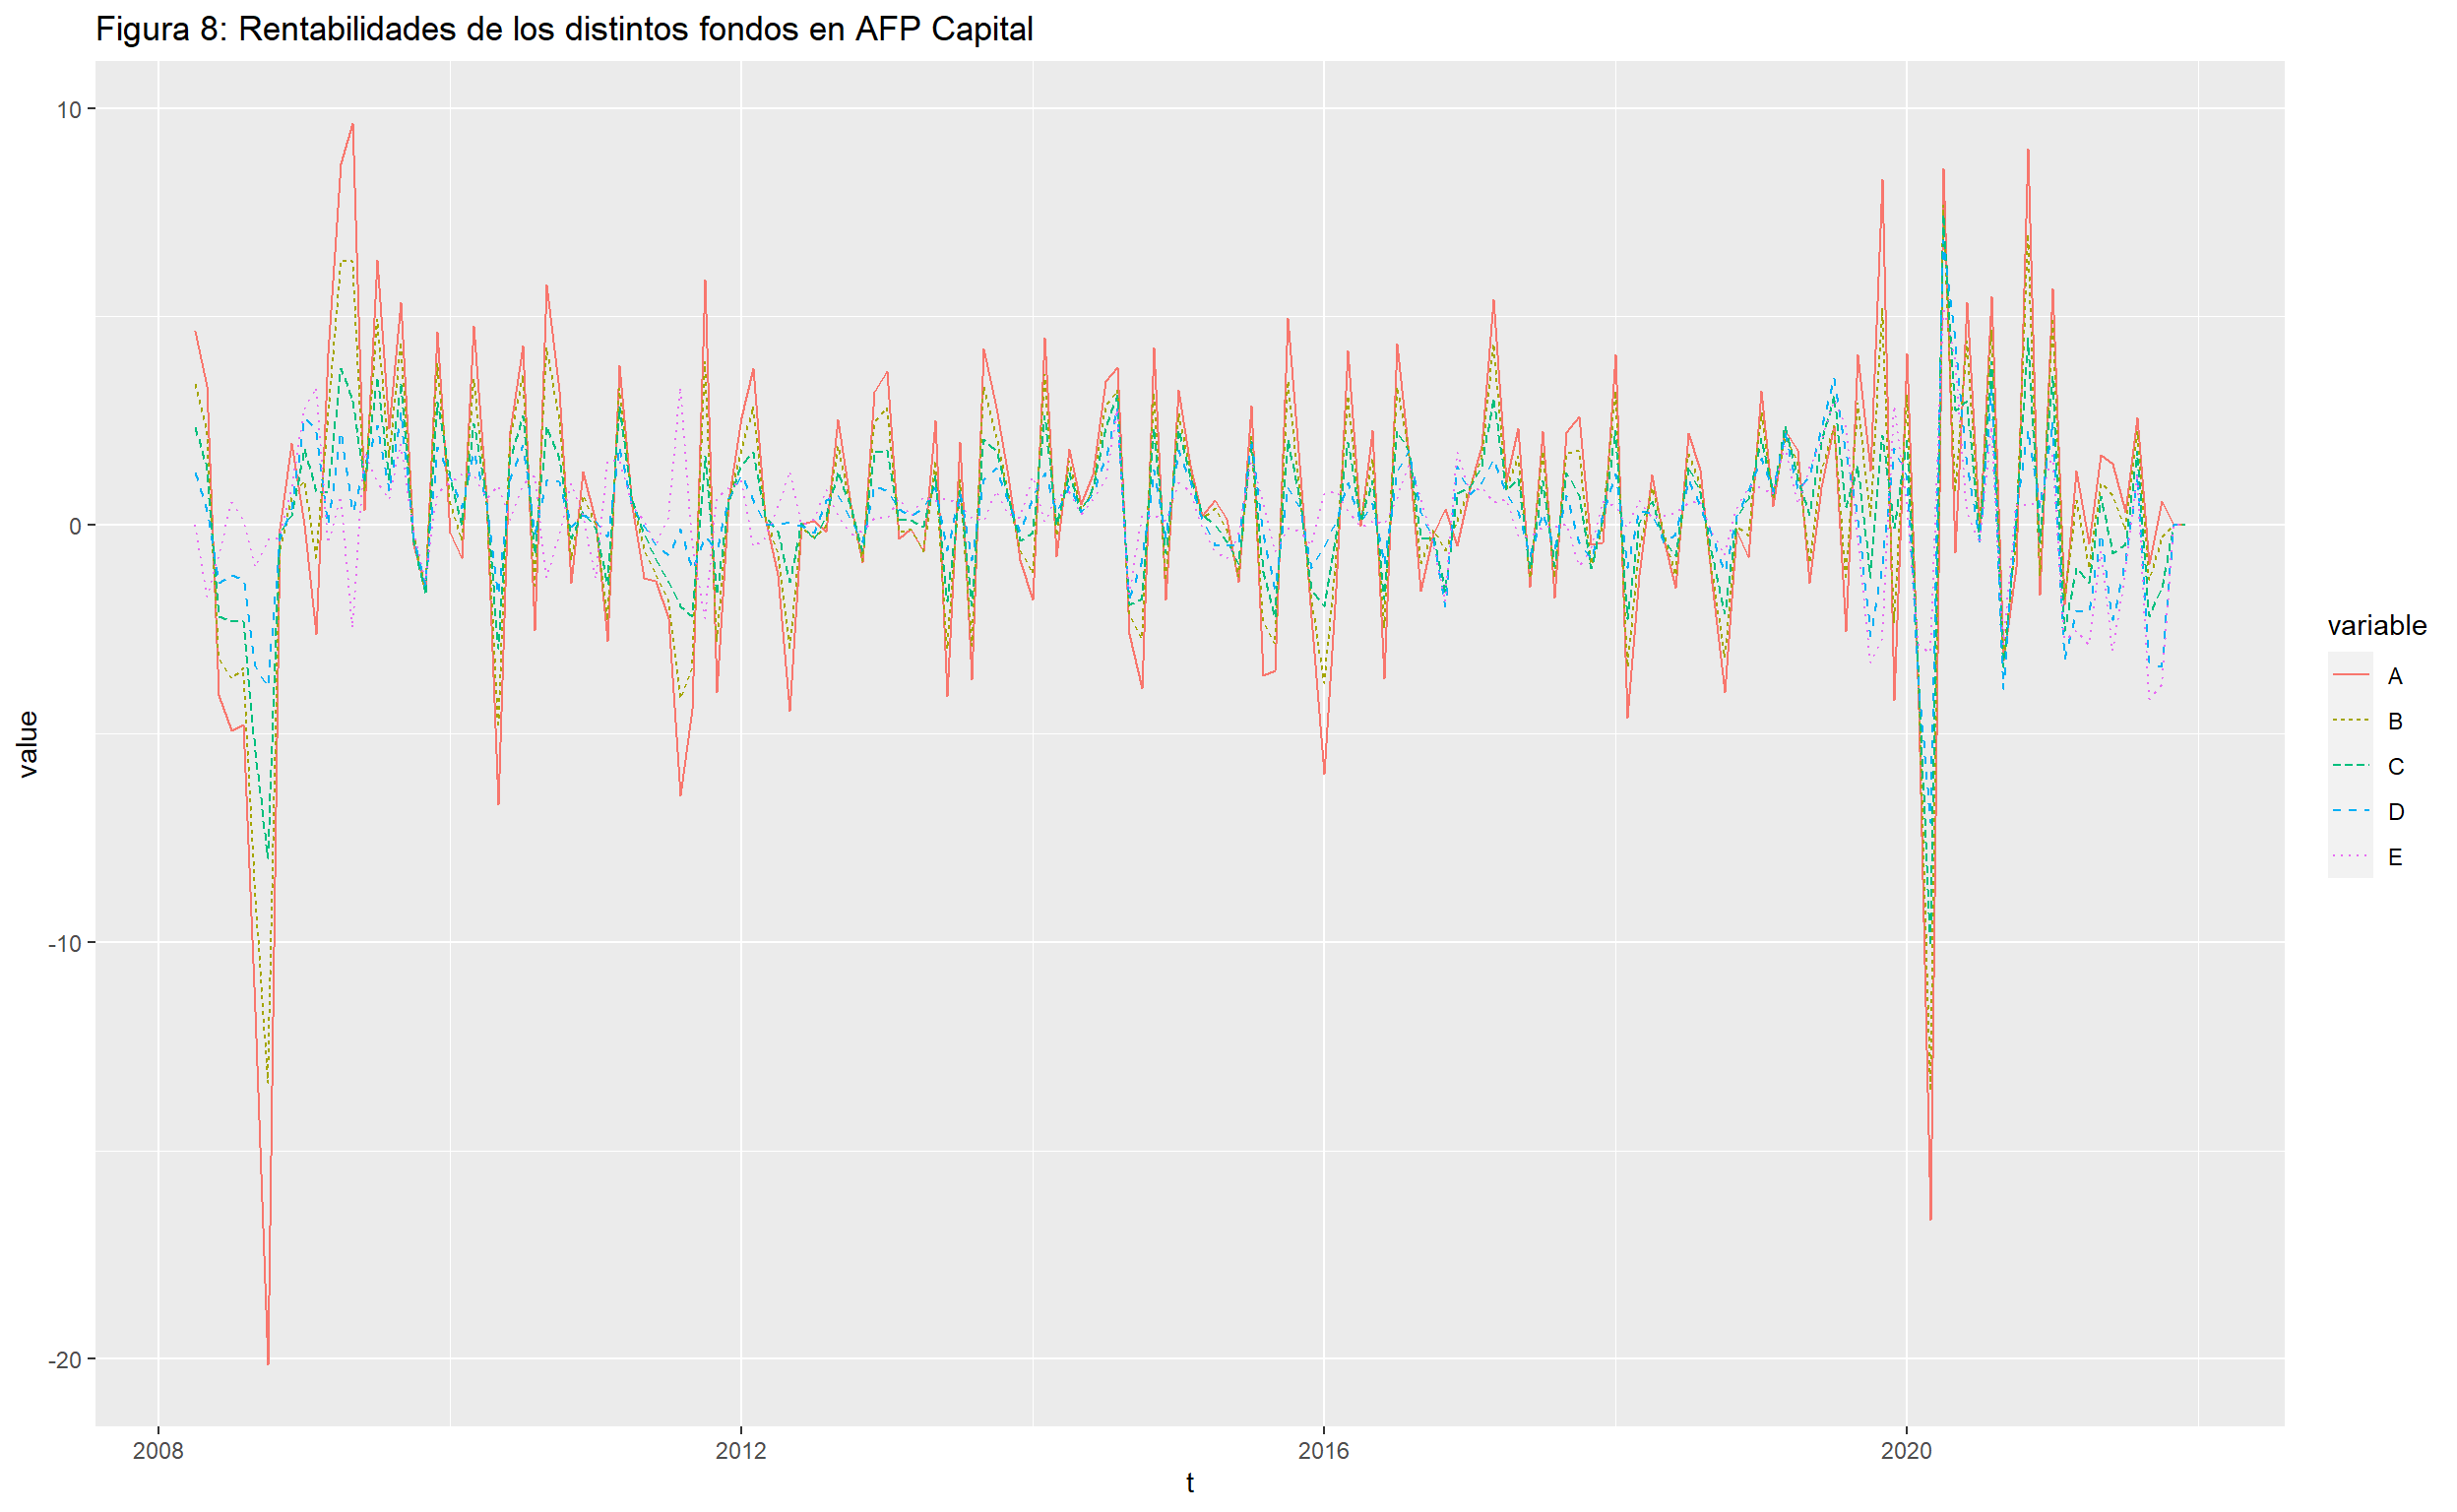 Figura 8: Rentabilidades de los distintos fondos en AFP Capital
10
0
-10
-20
value
2008
2012
2016
2020
t
variable
A
B
C
D
E